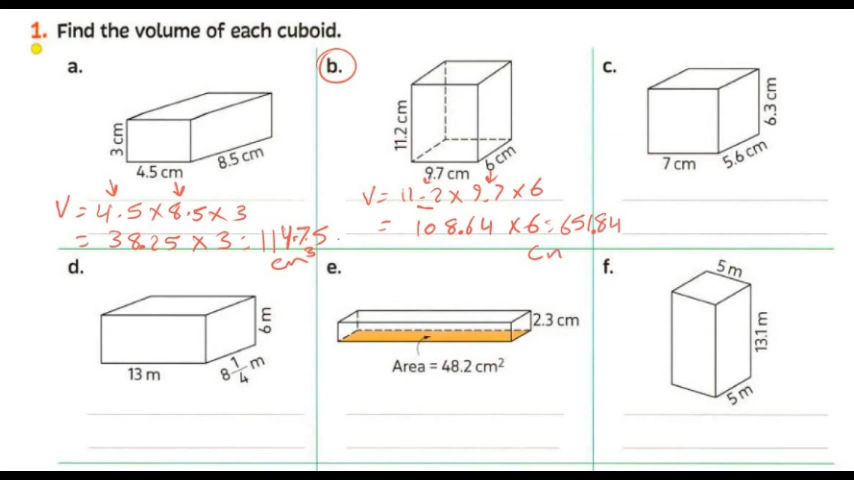 1. Find the volume of each cuboid.
a.
3 cm
4.5 cm
8.5 cm
V = 4.5 x 8.5 x 3
= 38.25 x 3 = 114.75
cm³
b.
11.2 cm
9.7 cm
6 cm
V = 11.2 x 9.7 x 6
= 108.64 x 6 = 651.84
cm
c.
6.3 cm
7 cm
5.6 cm
d.
6 m
13 m
8 1/4 m
e.
2.3 cm
Area = 48.2 cm²
f.
5 m
13.1 m
5 m